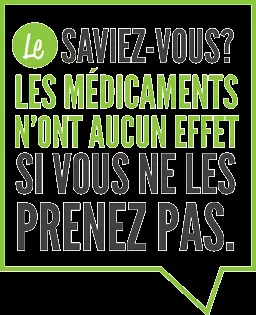 Le SAVIEZ-VOUS?
LES MÉDICAMENTS
N'ONT AUCUN EFFET
SI VOUS NE LES
PRENEZ PAS.